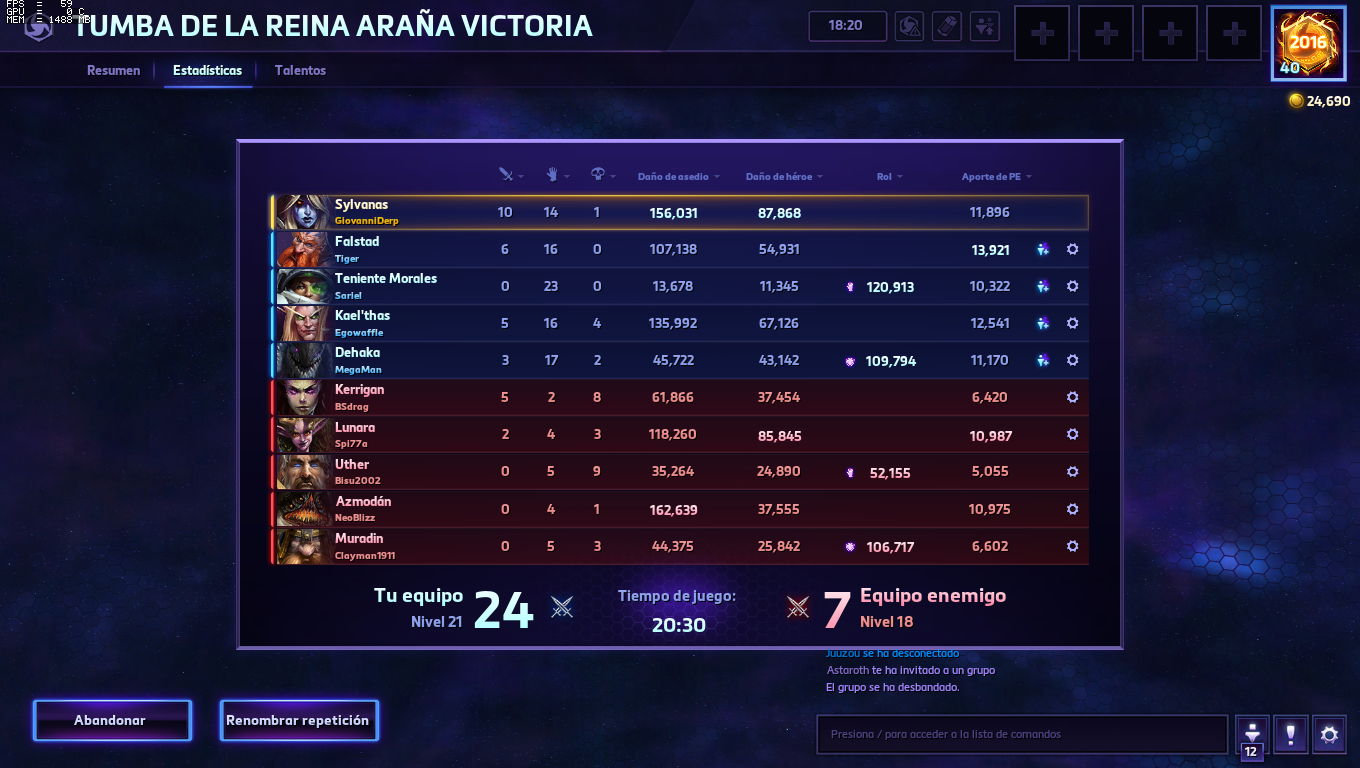 FPS = 59
GPU = 0 C
MEM = 1488 MB
TUMBA DE LA REINA ARAÑA VICTORIA
18:20
2016
40
Resumen Estadísticas Talentos
24,690
Daño de asedio Daño de héroe Rol Aporte de PE
Sylvanas
GiovanniDerp
10 14 1 156,031 87,868 11,896
Falstad
Tiger
6 16 0 107,138 54,931 13,921
Teniente Morales
Sariel
0 23 0 13,678 11,345 120,913 10,322
Kael'thas
Egowaffle
5 16 4 135,992 67,126 12,541
Dehaka
MegaMan
3 17 2 45,722 43,142 109,794 11,170
Kerrigan
BSdrag
5 2 8 61,866 37,454 6,420
Lunara
Spi77a
2 4 3 118,260 85,845 10,987
Uther
Bisu2002
0 5 9 35,264 24,890 52,155 5,055
Azmodán
NeoBlizz
0 4 1 162,639 37,555 10,975
Muradin
Clayman1911
0 5 3 44,375 25,842 106,717 6,602
Tu equipo 24
Nivel 21
Tiempo de juego:
20:30
7 Equipo enemigo
Nivel 18
Juuzou se ha desconectado
Astaroth te ha invitado a un grupo
El grupo se ha desbandado.
Abandonar Renombrar repetición
Presiona / para acceder a la lista de comandos
12